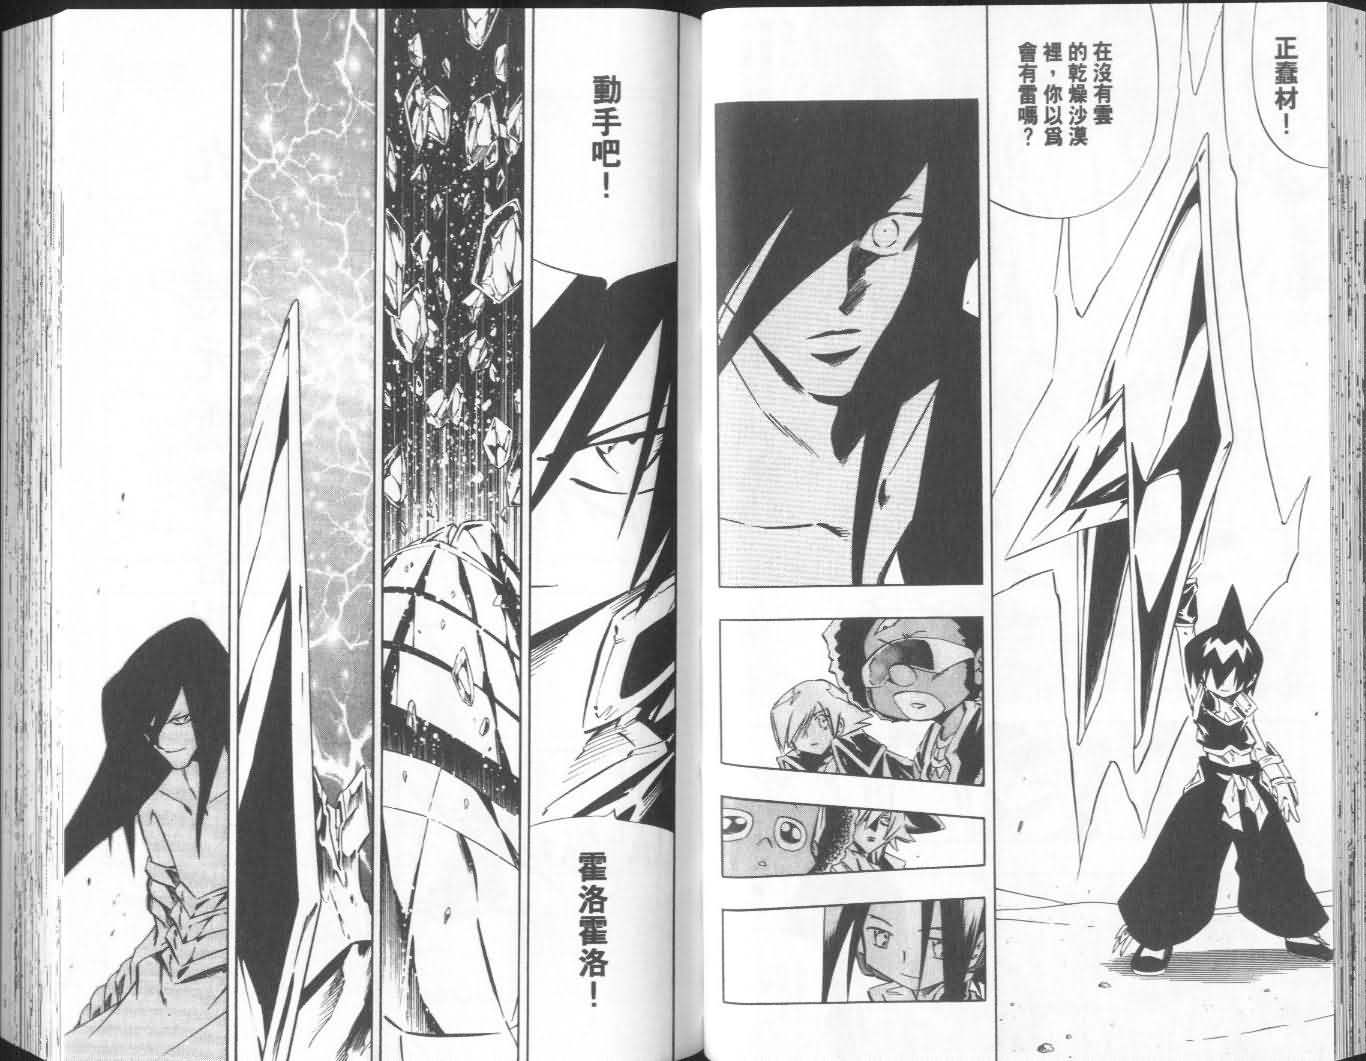 正蠢材！
在沒有雲
的乾燥沙漠
裡，你以爲
會有雷嗎？
動手吧！
霍洛霍洛！